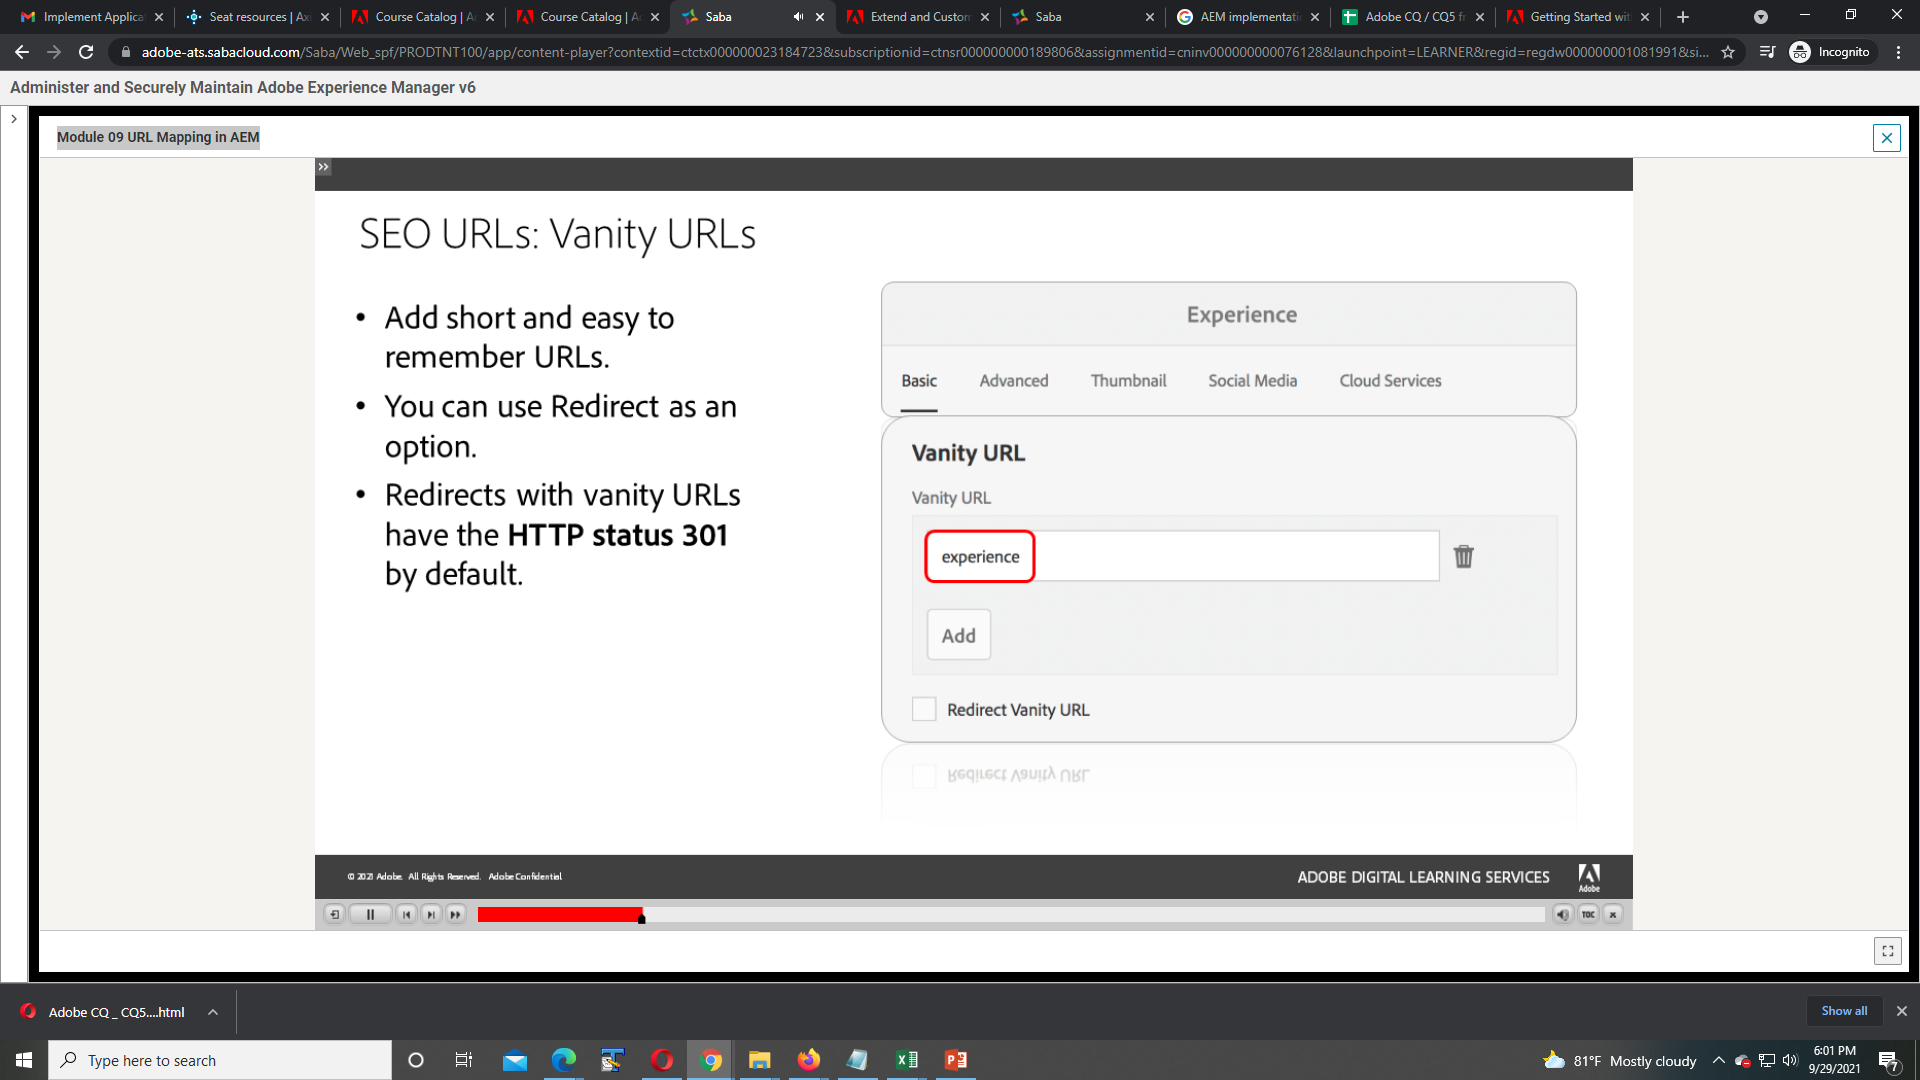 Implement Applica
Seat resources | Ax
Course Catalog | A
Course Catalog | A
Saba
Extend and Custom
Saba
AEM implementati
Adobe CQ / CQ5 fr
Getting Started wit
adobe-ats.sabacloud.com/Saba/Web_spf/PRODTNT100/app/content-player?contextid=ctctx000000023184723&subscriptionid=ctnsr000000000189806&assignmentid=cninv000000000076128&launchpoint=LEARNER&regid=regdw000000001081991&si...
Incognito
Administer and Securely Maintain Adobe Experience Manager v6
Module 09 URL Mapping in AEM
SEO URLs: Vanity URLs
• Add short and easy to
remember URLs.
• You can use Redirect as an
option.
• Redirects with vanity URLs
have the HTTP status 301
by default.
Experience
Basic Advanced Thumbnail Social Media Cloud Services
Vanity URL
Vanity URL
experience
Add
Redirect Vanity URL
Redirect Vanity URL
© 2021 Adobe. All Rights Reserved. Adobe Confidential
ADOBE DIGITAL LEARNING SERVICES
Adobe
TOC
Adobe CQ _ CQ5....html
Show all
Type here to search
81°F Mostly cloudy
6:01 PM
9/29/2021
7